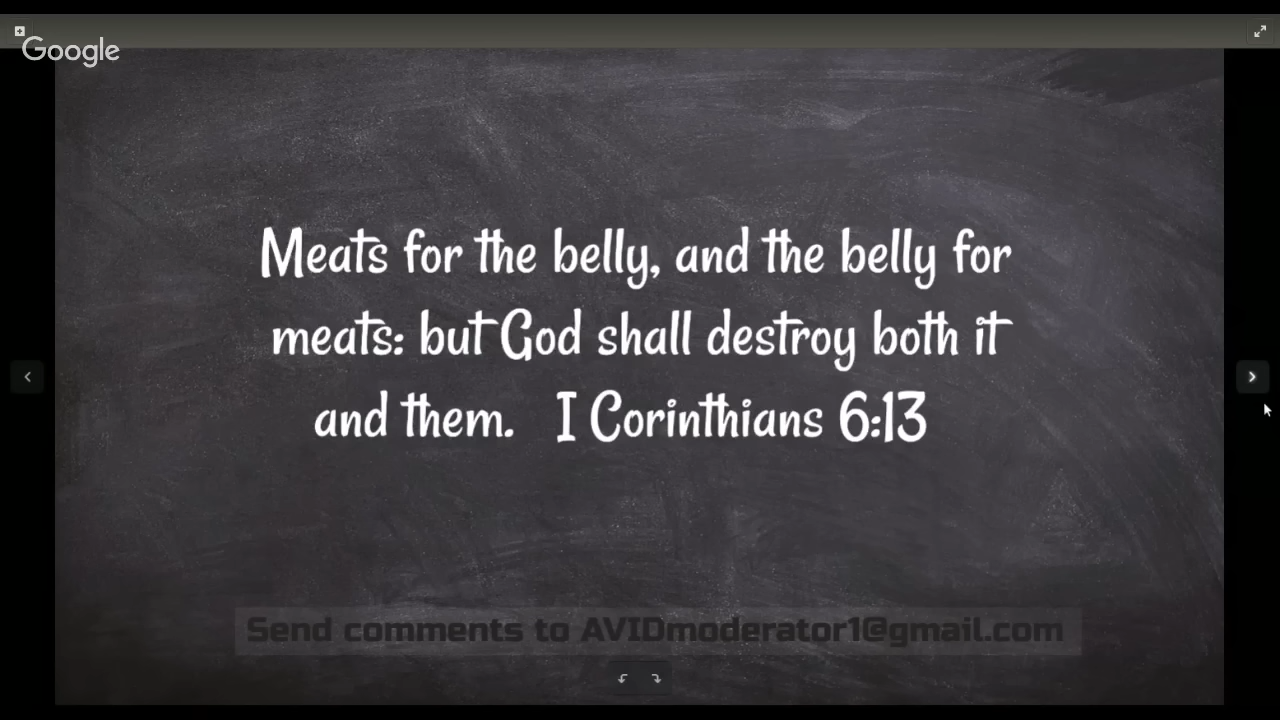 Google
Meats for the belly, and the belly for
meats: but God shall destroy both it
and them. I Corinthians 6:13
Send comments to AVIDmoderator1@gmail.com